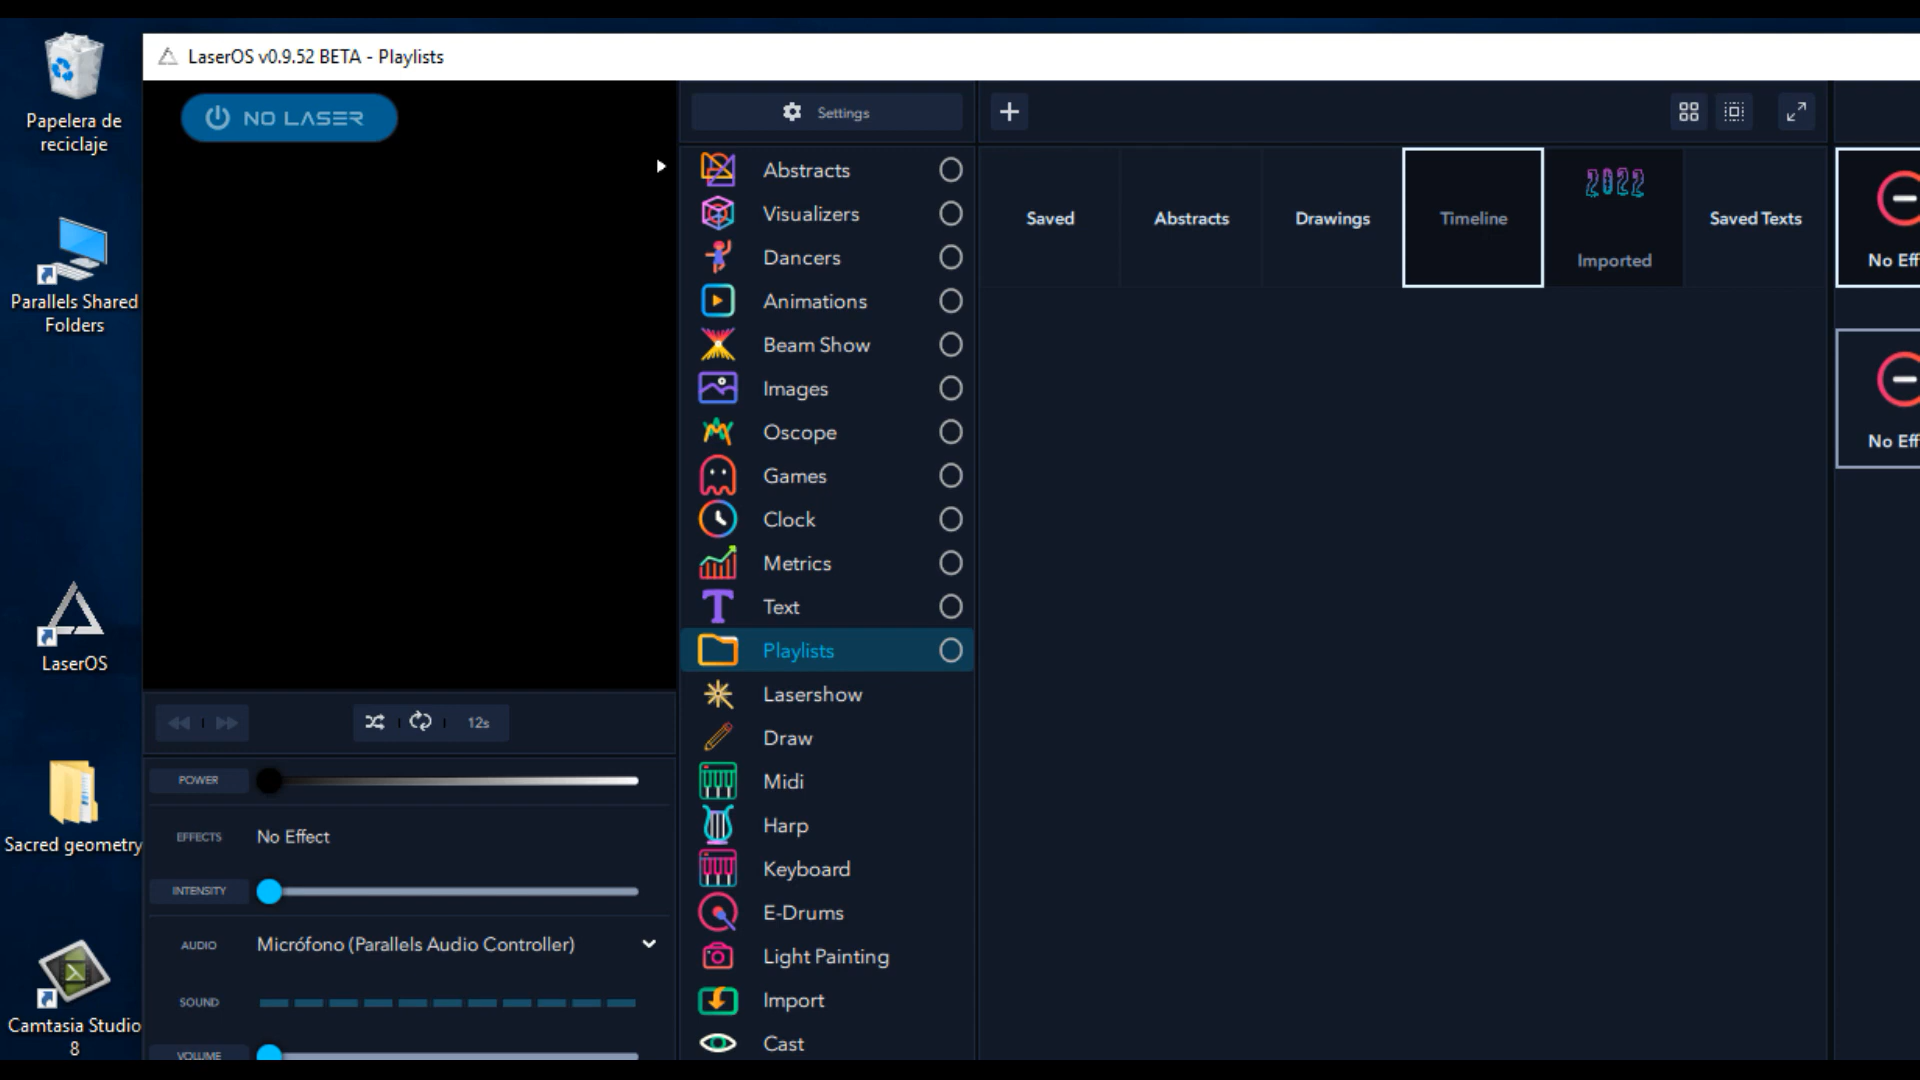 Papelera de
reciclaje
Parallels Shared
Folders
LaserOS
Sacred geometry
Camtasia Studio
8
LaserOS v0.9.52 BETA - Playlists
NO LASER
12s
POWER
EFFECTS No Effect
INTENSITY
AUDIO Micrófono (Parallels Audio Controller)
SOUND
VOLUME
Settings
Abstracts
Visualizers
Dancers
Animations
Beam Show
Images
Oscope
Games
Clock
Metrics
Text
Playlists
Lasershow
Draw
Midi
Harp
Keyboard
E-Drums
Light Painting
Import
Cast
Saved
Abstracts
Drawings
Timeline
2022
Imported
Saved Texts
No Eff
No Eff